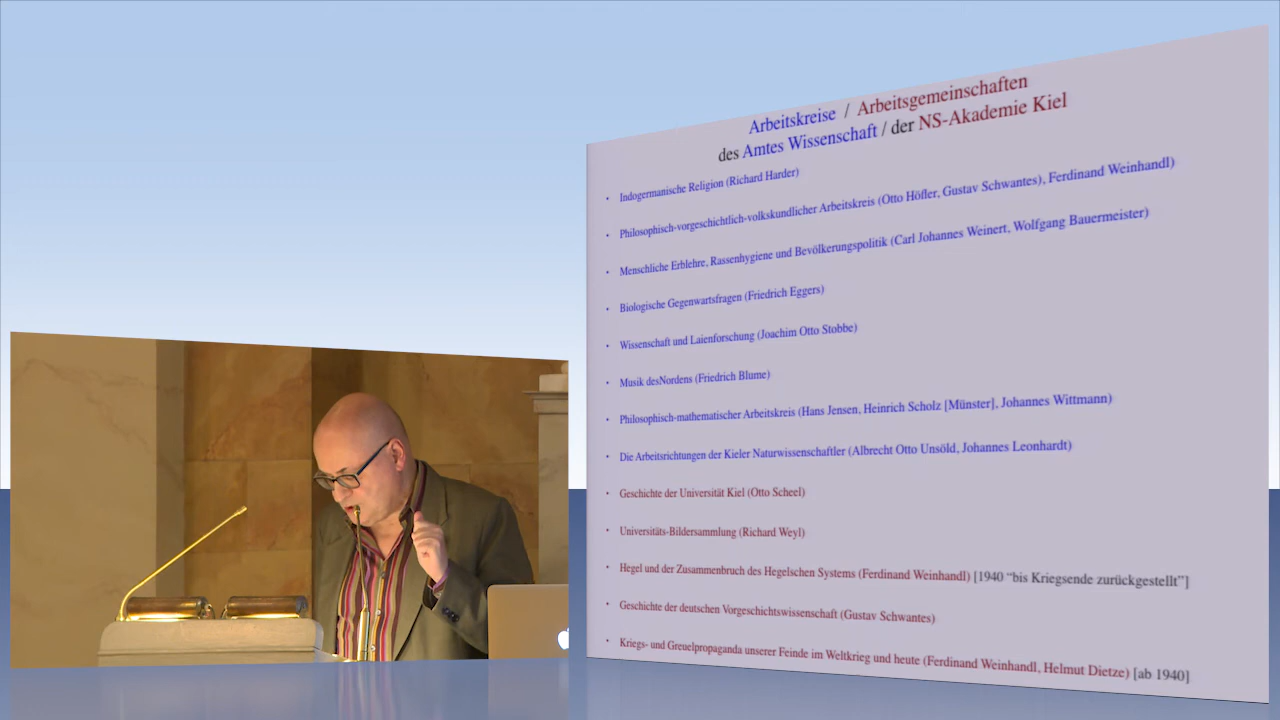 Arbeitskreise / Arbeitsgemeinschaften
des Amtes Wissenschaft / der NS-Akademie Kiel
• Indogermanische Religion (Richard Harder)
• Philosophisch-vorgeschichtlich-volkskundlicher Arbeitskreis (Otto Höfler, Gustav Schwantes), Ferdinand Weinhandl)
• Menschliche Erblehre, Rassenhygiene und Bevölkerungspolitik (Carl Johannes Weinert, Wolfgang Bauermeister)
• Biologische Gegenwartsfragen (Friedrich Eggers)
• Wissenschaft und Laienforschung (Joachim Otto Stobbe)
• Musik desNordens (Friedrich Blume)
• Philosophisch-mathematischer Arbeitskreis (Hans Jensen, Heinrich Scholz [Münster], Johannes Wittmann)
• Die Arbeitsrichtungen der Kieler Naturwissenschaftler (Albrecht Otto Unsöld, Johannes Leonhardt)
• Geschichte der Universität Kiel (Otto Scheel)
• Universitäts-Bildersammlung (Richard Weyl)
• Hegel und der Zusammenbruch des Hegelschen Systems (Ferdinand Weinhandl) [1940 “bis Kriegsende zurückgestellt”]
• Geschichte der deutschen Vorgeschichtswissenschaft (Gustav Schwantes)
• Kriegs- und Greuelpropaganda unserer Feinde im Weltkrieg und heute (Ferdinand Weinhandl, Helmut Dietze) [ab 1940]